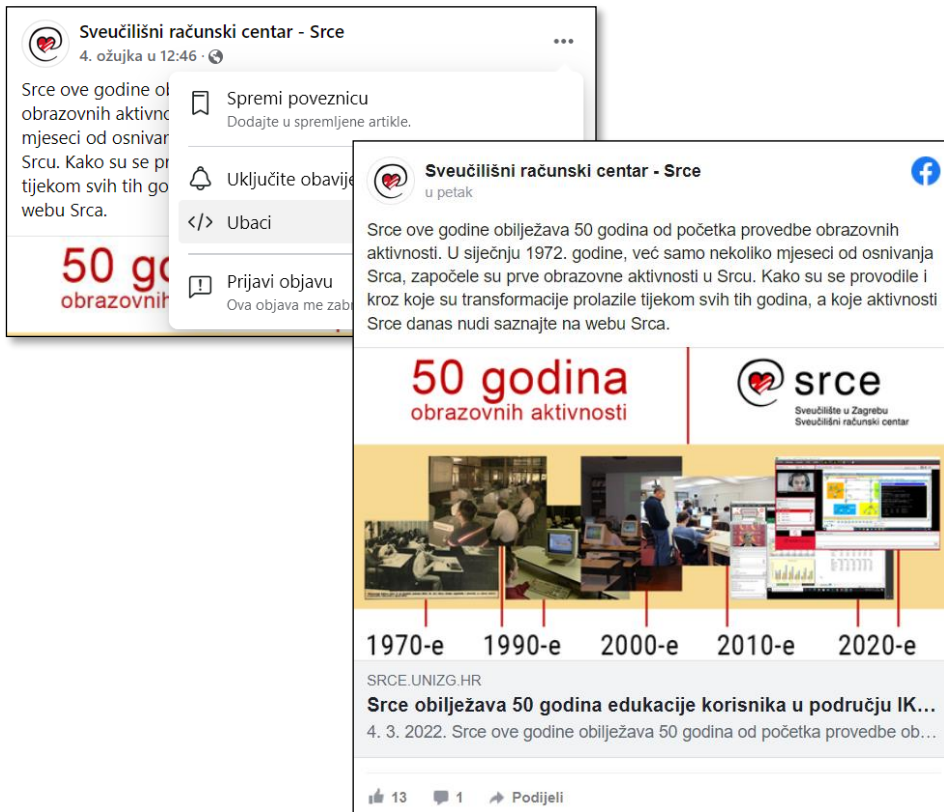 Sveučilišni računski centar - Srce
4. ožujka u 12:46 ·
Srce ove godine ob
obrazovnih aktivno
mjeseci od osnivan
Srcu. Kako su se pr
tijekom svih tih go
webu Srca.
50 go
obrazovnih
Spremi poveznicu
Dodajte u spremljene artikle.
Uključite obavije
</> Ubaci
Prijavi objavu
Ova objava me zabr
Sveučilišni računski centar - Srce
u petak
Srce ove godine obilježava 50 godina od početka provedbe obrazovnih
aktivnosti. U siječnju 1972. godine, već samo nekoliko mjeseci od osnivanja
Srca, započele su prve obrazovne aktivnosti u Srcu. Kako su se provodile i
kroz koje su transformacije prolazile tijekom svih tih godina, a koje aktivnosti
Srce danas nudi saznajte na webu Srca.
50 godina
obrazovnih aktivnosti
srce
Sveučilište u Zagrebu
Sveučilišni računski centar
1970-e 1990-e 2000-e 2010-e 2020-e
SRCE.UNIZG.HR
Srce obilježava 50 godina edukacije korisnika u području IK...
4. 3. 2022. Srce ove godine obilježava 50 godina od početka provedbe ob...
13 1 Podijeli